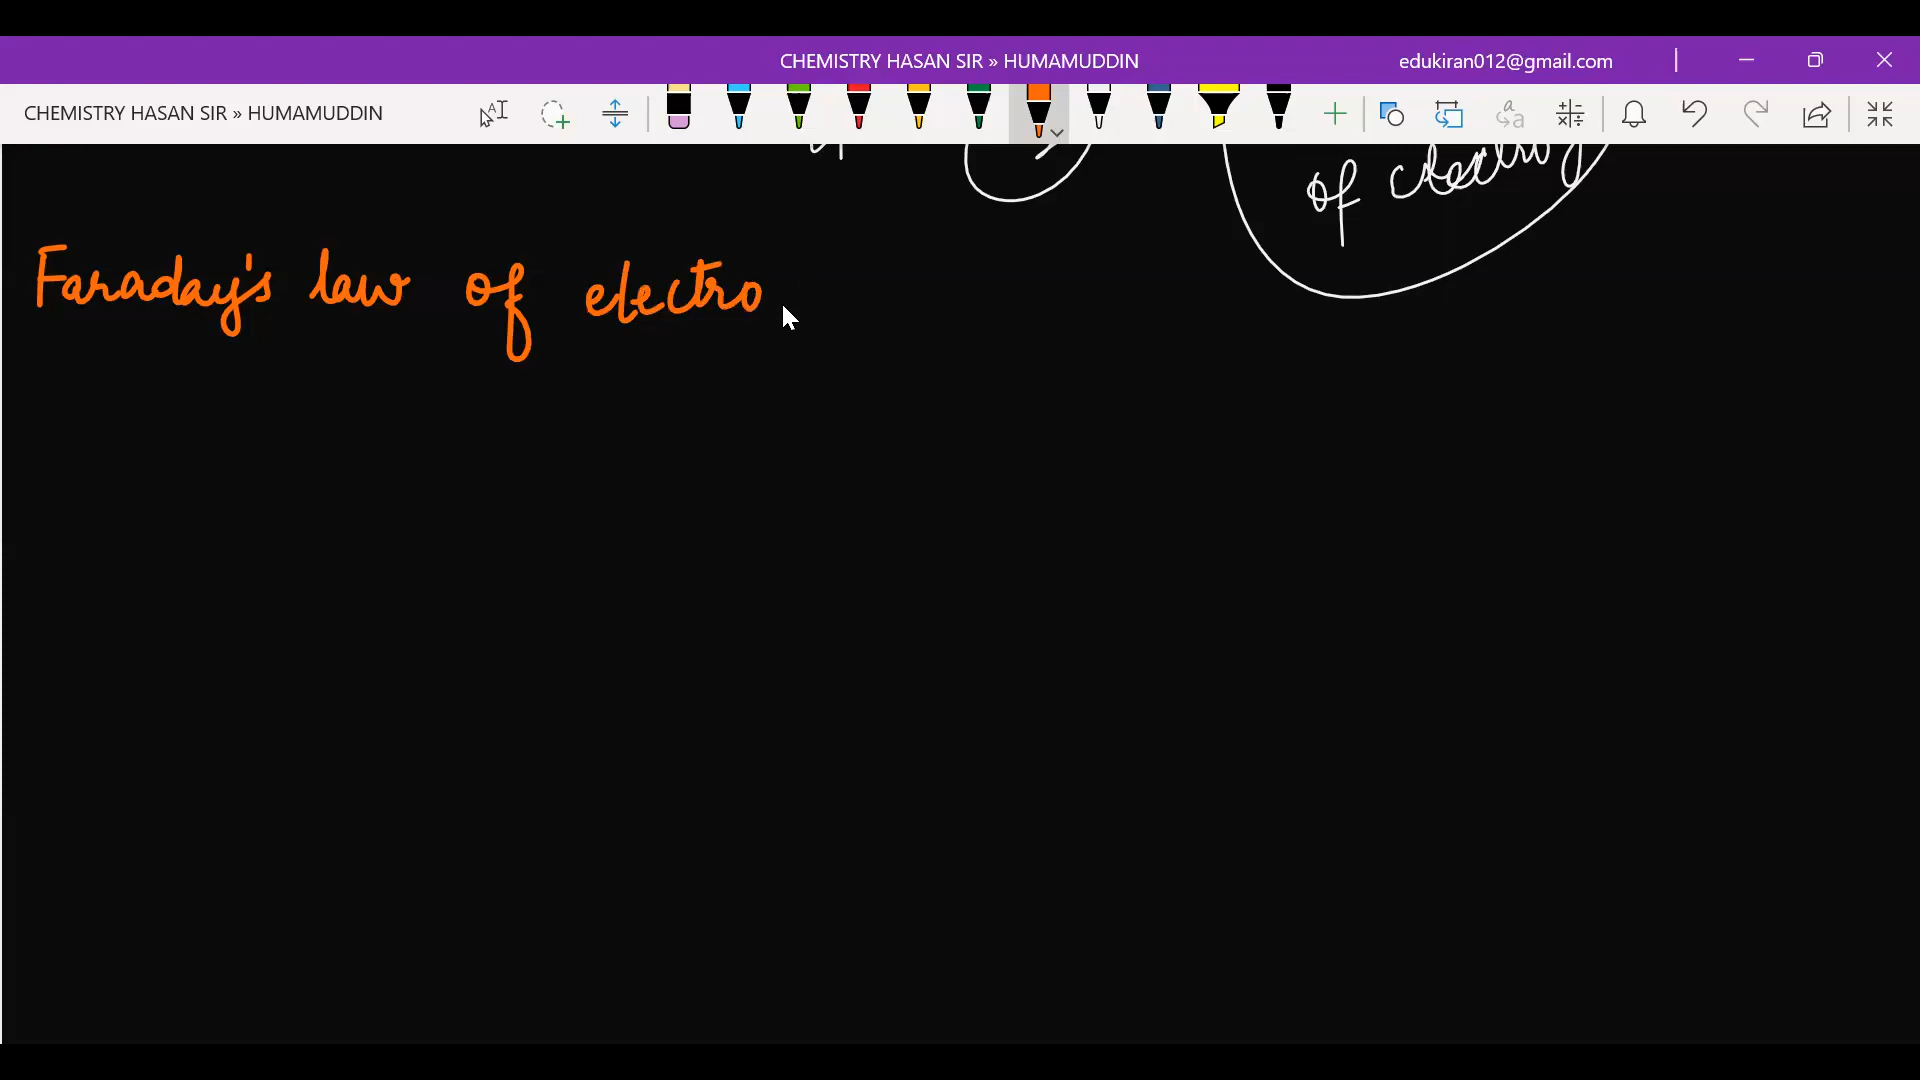 CHEMISTRY HASAN SIR » HUMAMUDDIN
edukiran012@gmail.com
CHEMISTRY HASAN SIR » HUMAMUDDIN
of
Faraday's law of electro